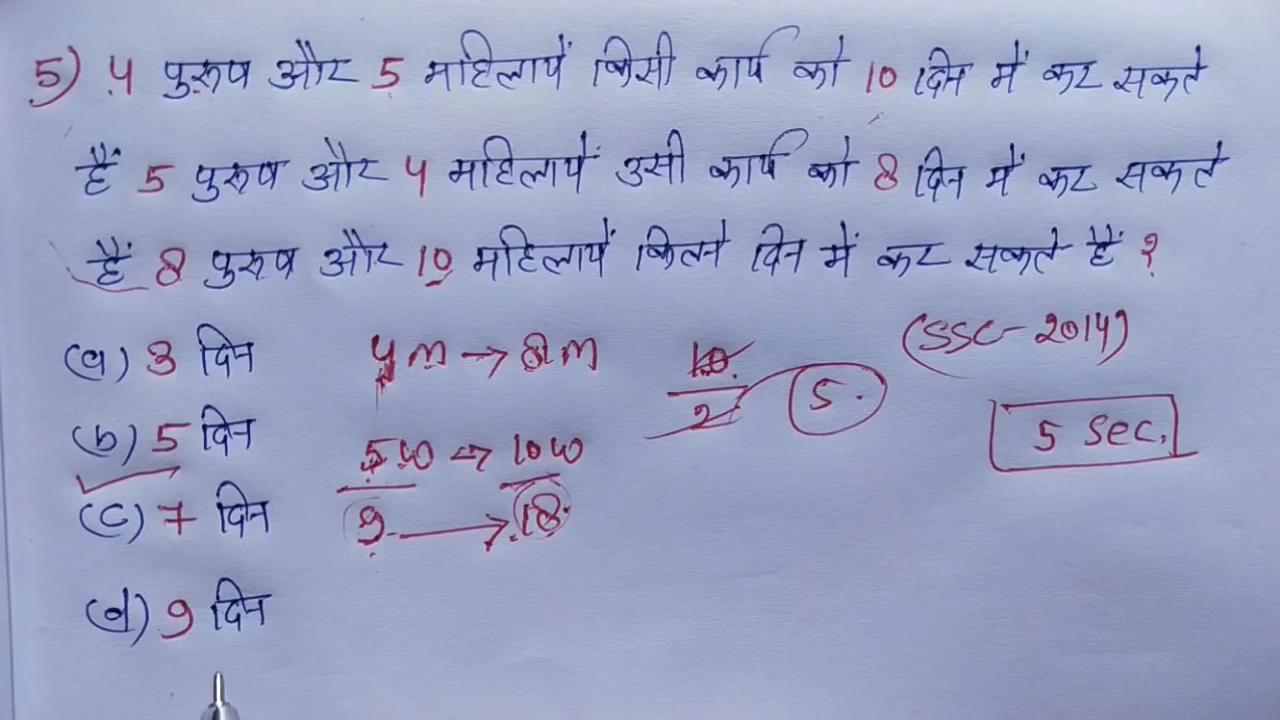 5) 4 पुरूष और 5 महिलायें किसी कार्य को 10 दिन में कर सकते
हैं 5 पुरूष और 4 महिलायें उसी कार्य को 8 दिन में कर सकते
हैं 8 पुरूष और 10 महिलायें कितने दिन में कर सकते हैं ?
(SSC-2014)
(a) 3 दिन
4m → 8m
10
2
5.
(b) 5 दिन
5w → 10w
5 Sec.
(c) 7 दिन
9 → 18
(d) 9 दिन